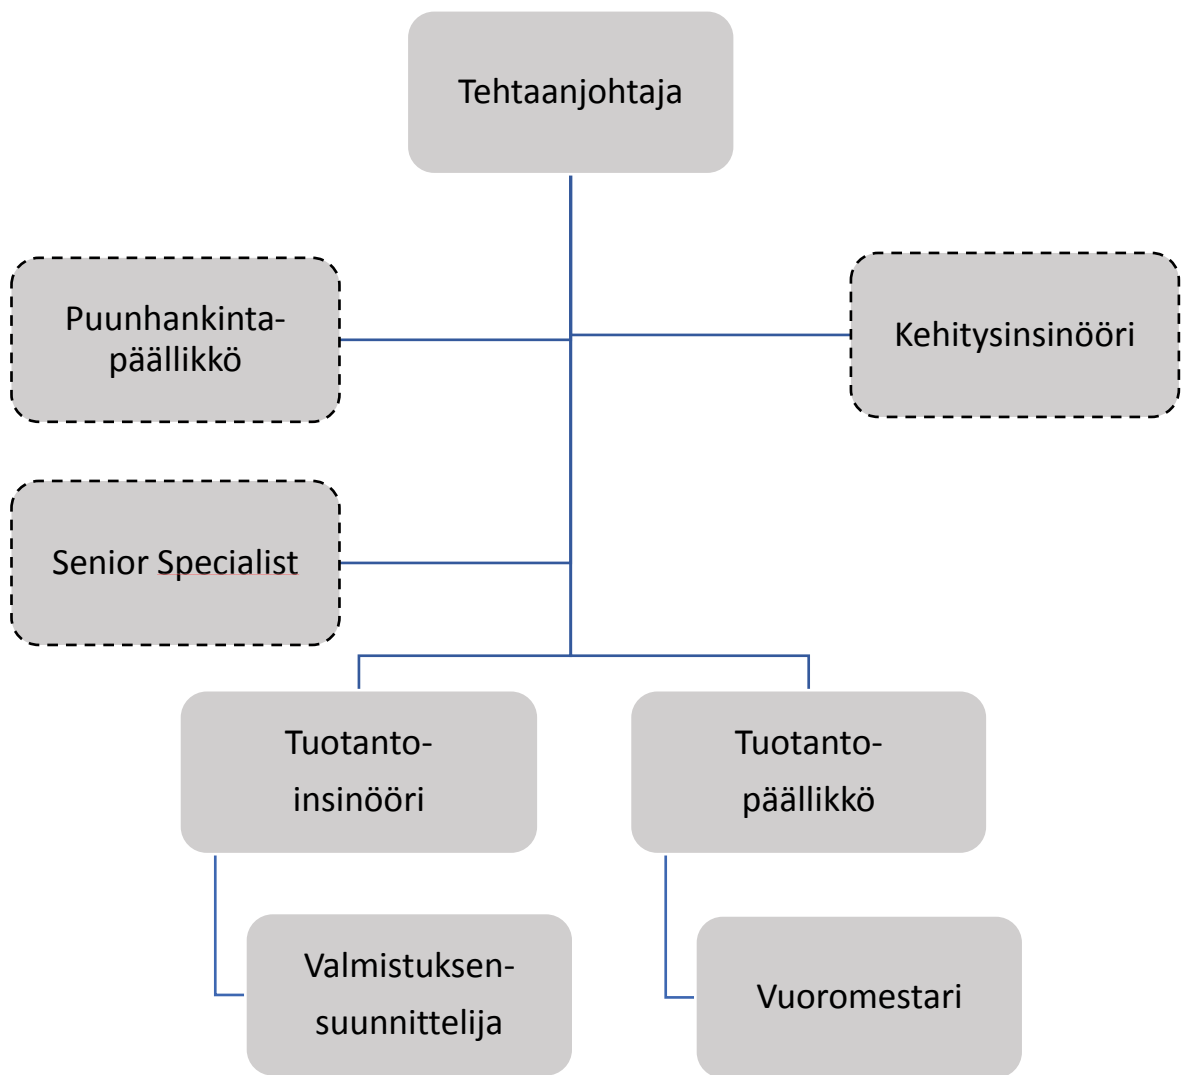 Tehtaanjohtaja
Puunhankinta-
päällikkö
Kehitysinsinööri
Senior Specialist
Tuotanto-
insinööri
Tuotanto-
päällikkö
Valmistuksen-
suunnittelija
Vuoromestari